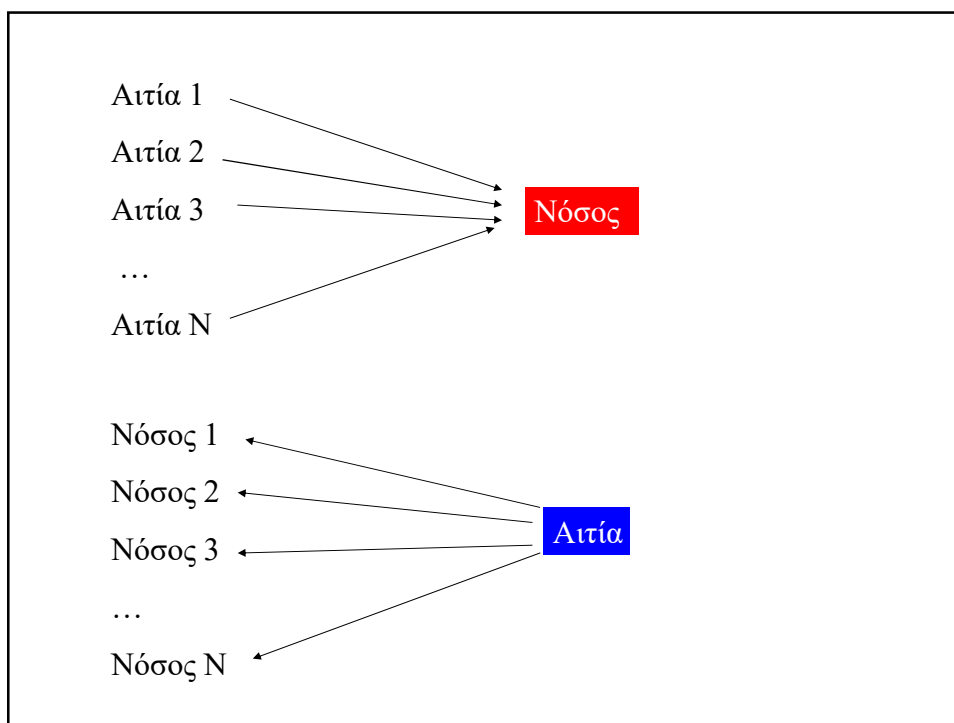 Αιτία 1
Αιτία 2
Αιτία 3
Νόσος
…
Αιτία Ν
Νόσος 1
Νόσος 2
Αιτία
Νόσος 3
…
Νόσος Ν